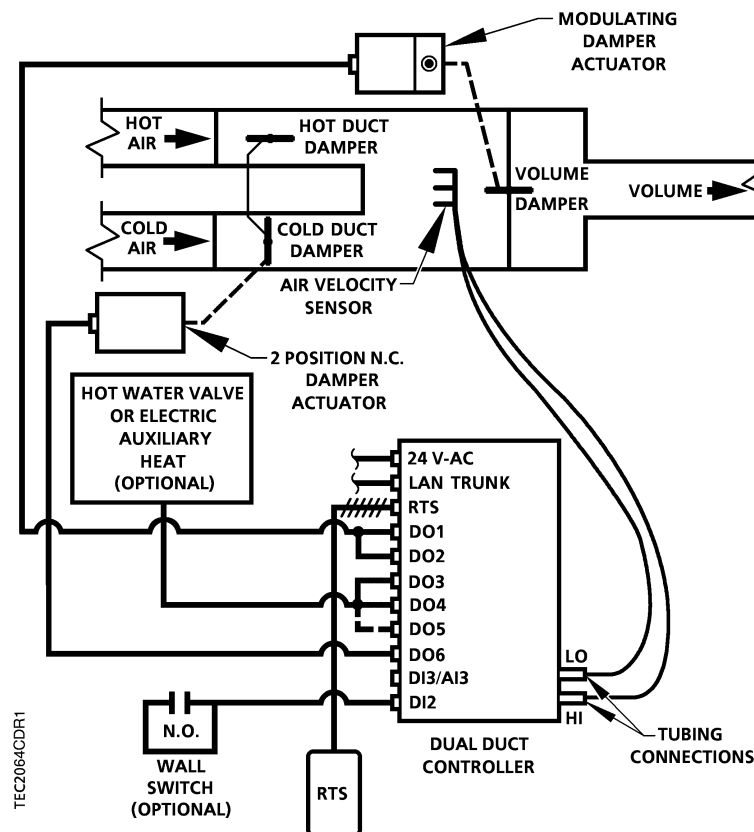 MODULATING
DAMPER
ACTUATOR
HOT
AIR
HOT DUCT
DAMPER
VOLUME
DAMPER
VOLUME
COLD
AIR
COLD DUCT
DAMPER
AIR VELOCITY
SENSOR
2 POSITION N.C.
DAMPER
ACTUATOR
HOT WATER VALVE
OR ELECTRIC
AUXILIARY
HEAT
(OPTIONAL)
24 V-AC
LAN TRUNK
RTS
DO1
DO2
DO3
DO4
DO5
DO6
DI3/AI3
DI2
LO
HI
TUBING
CONNECTIONS
DUAL DUCT
CONTROLLER
N.O.
WALL
SWITCH
(OPTIONAL)
RTS
TEC2064CDR1